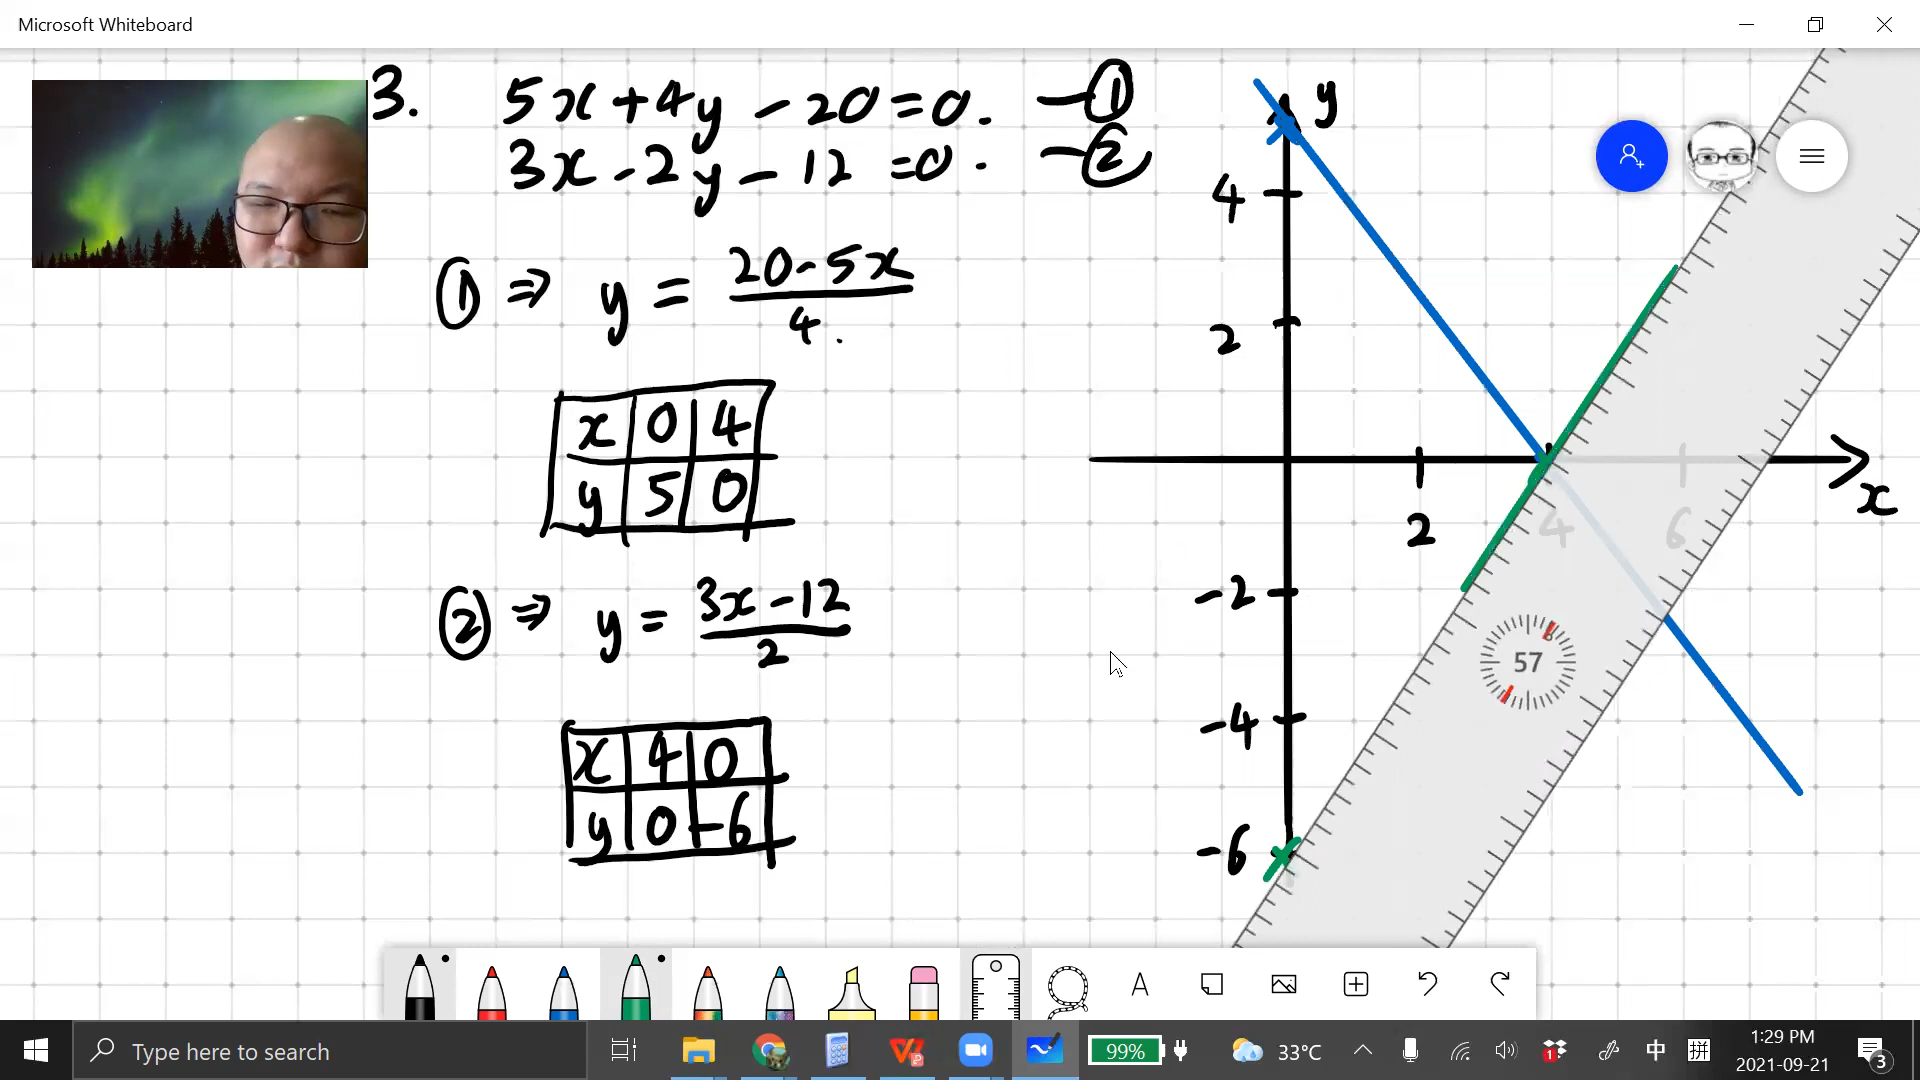 Microsoft Whiteboard
3. 5x + 4y - 20 = 0. - ①
3x - 2y - 12 = 0. - ②
① ⇒ y = (20 - 5x)/4.
x 0 4
y 5 0
② ⇒ y = (3x - 12)/2
x 4 0
y 0 -6
y
4
2
2 4 6
x
-2
-4
-6
57
A
Type here to search
99%
33°C
1
中
拼
1:29 PM
2021-09-21
3